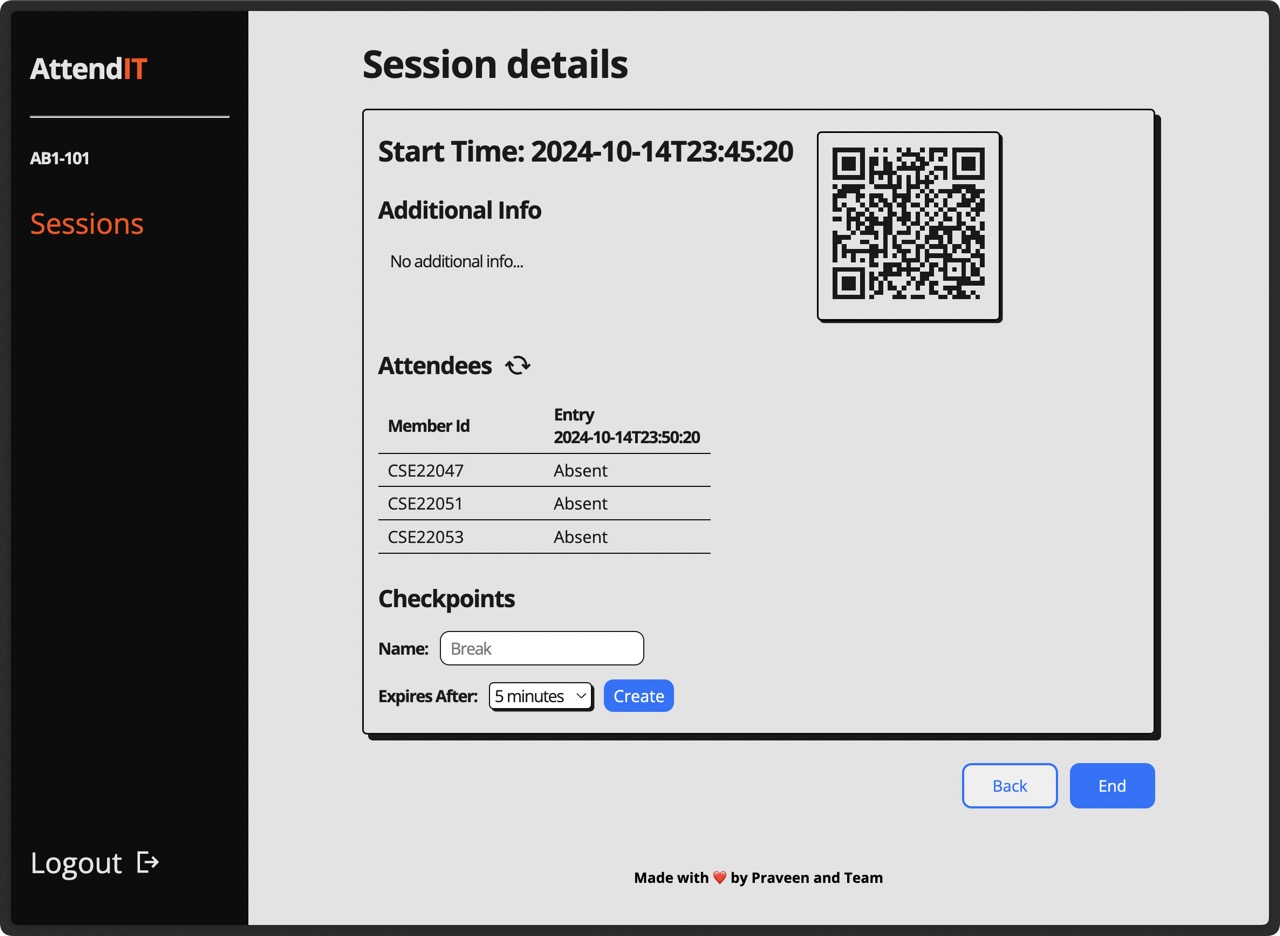 AttendIT
AB1-101
Sessions
Logout
Session details
Start Time: 2024-10-14T23:45:20
Additional Info
No additional info...
Attendees
Member Id
Entry
2024-10-14T23:50:20
CSE22047 Absent
CSE22051 Absent
CSE22053 Absent
Checkpoints
Name: Break
Expires After: 5 minutes Create
Back End
Made with ❤️ by Praveen and Team